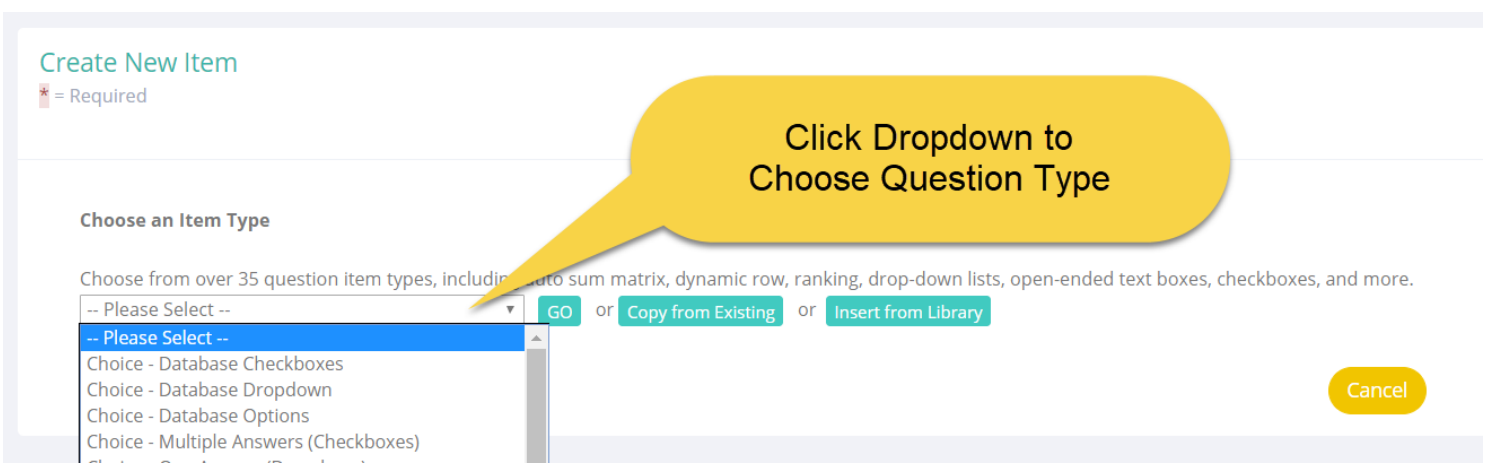 Create New Item
* = Required
Click Dropdown to
Choose Question Type
Choose an Item Type
Choose from over 35 question item types, including auto sum matrix, dynamic row, ranking, drop-down lists, open-ended text boxes, checkboxes, and more.
-- Please Select -- GO or Copy from Existing or Insert from Library
-- Please Select --
Choice - Database Checkboxes
Choice - Database Dropdown
Choice - Database Options
Cancel
Choice - Multiple Answers (Checkboxes)